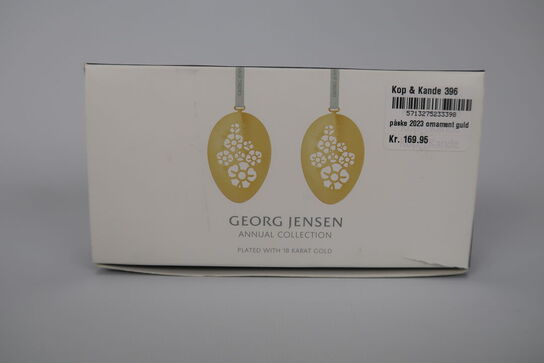 Kop & Kande 396
5713275233398
påske 2023 ornament guld
Kr. 169.95
GEORG JENSEN
ANNUAL COLLECTION
PLATED WITH 18 KARAT GOLD